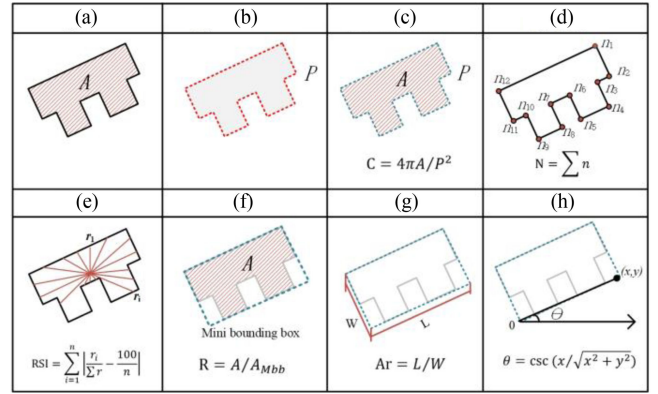 (a)
(b)
(c)
(d)
A
P
A
P
C = 4πA/P²
n₁
n₂
n₃
n₄
n₅
n₆
n₇
n₈
n₉
n₁₀
n₁₁
n₁₂
N = ∑ n
(e)
(f)
(g)
(h)
r₁
rᵢ
RSI = ∑ⁿᵢ₌₁ |rᵢ/∑r − 100/n|
A
Mini bounding box
R = A/A_Mbb
W
L
Ar = L/W
(x,y)
0
Θ
θ = csc (x/√x² + y²)